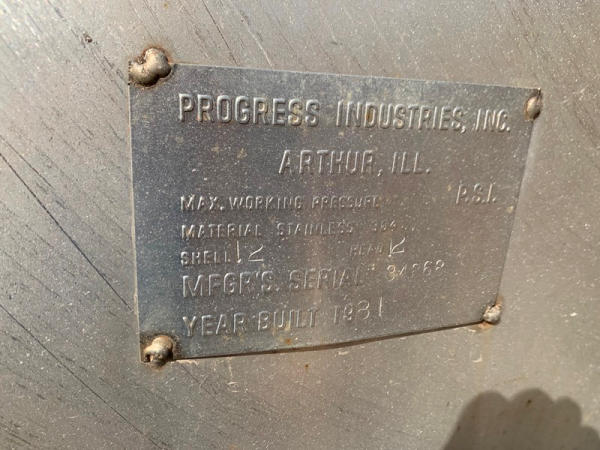 PROGRESS INDUSTRIES, INC.
ARTHUR, ILL.
MAX. WORKING PRESSURE P.S.I.
MATERIAL STAINLESS 304
SHELL 12 HEAD 12
MFGR'S. SERIAL
YEAR BUILT 1981